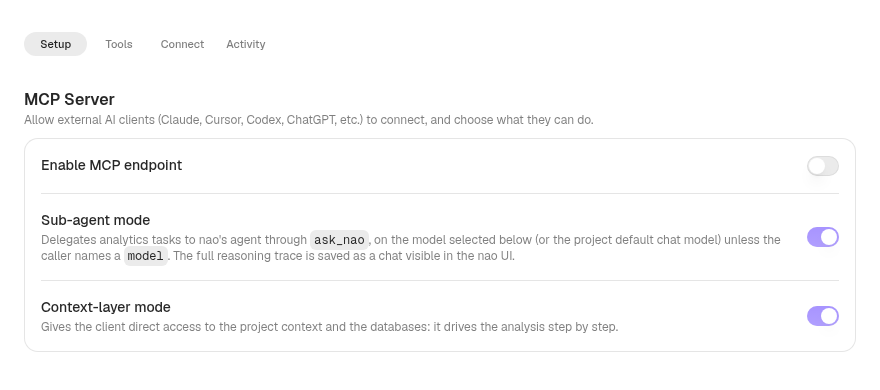 Setup Tools Connect Activity
MCP Server
Allow external AI clients (Claude, Cursor, Codex, ChatGPT, etc.) to connect, and choose what they can do.
Enable MCP endpoint
Sub-agent mode
Delegates analytics tasks to nao's agent through ask_nao, on the model selected below (or the project default chat model) unless the
caller names a model. The full reasoning trace is saved as a chat visible in the nao UI.
Context-layer mode
Gives the client direct access to the project context and the databases: it drives the analysis step by step.